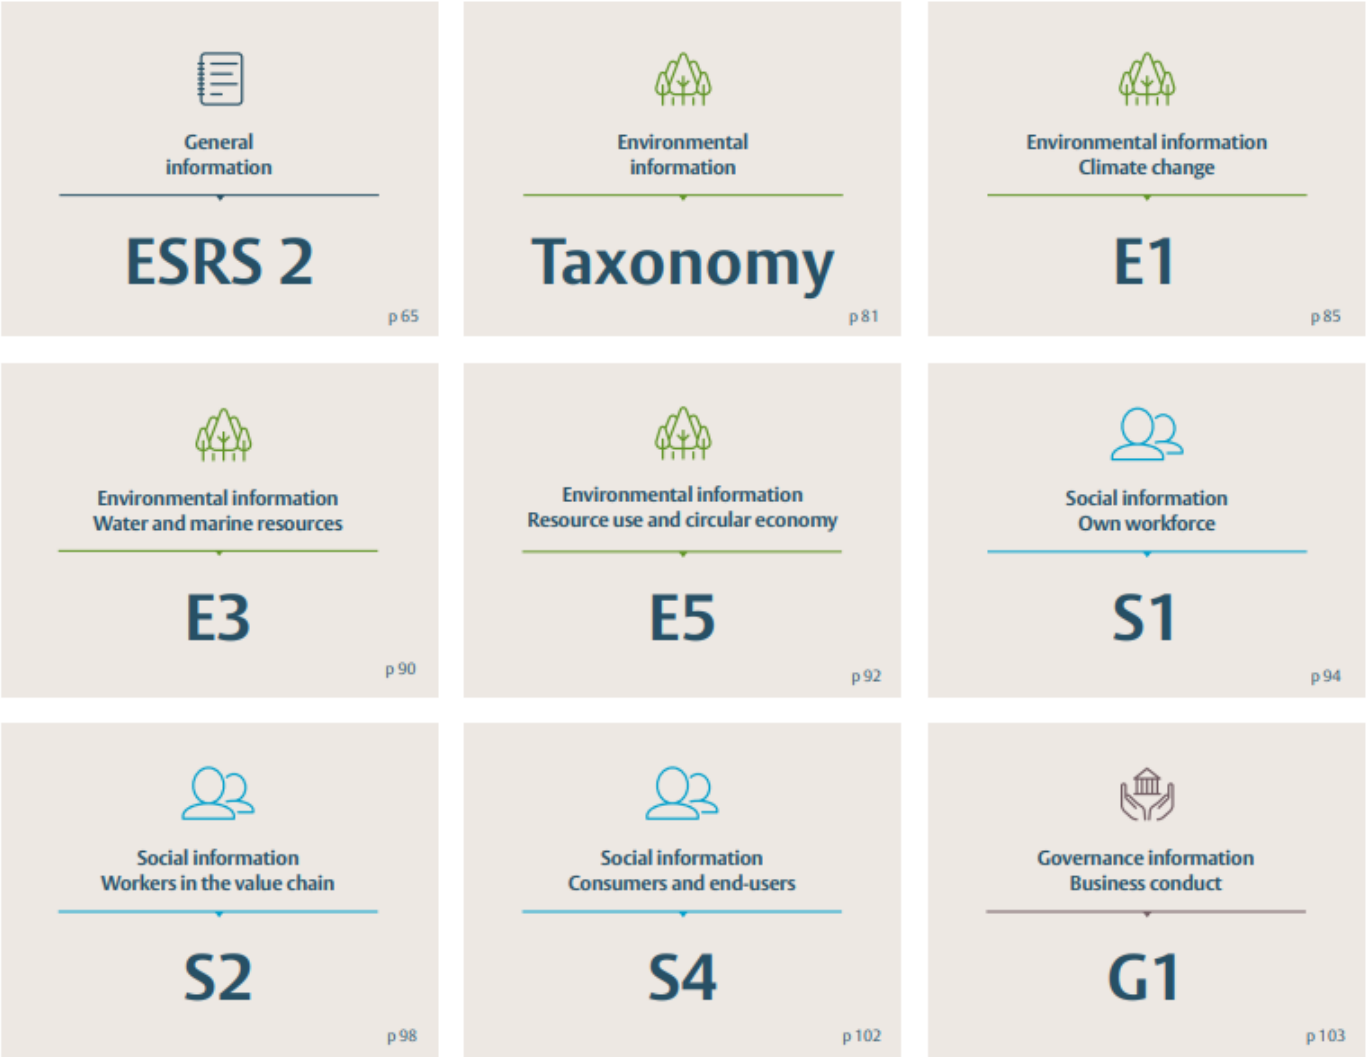 General
information
ESRS 2
p 65
Environmental
information
Taxonomy
p 81
Environmental information
Climate change
E1
p 85
Environmental information
Water and marine resources
E3
p 90
Environmental information
Resource use and circular economy
E5
p 92
Social information
Own workforce
S1
p 94
Social information
Workers in the value chain
S2
p 98
Social information
Consumers and end-users
S4
p 102
Governance information
Business conduct
G1
p 103